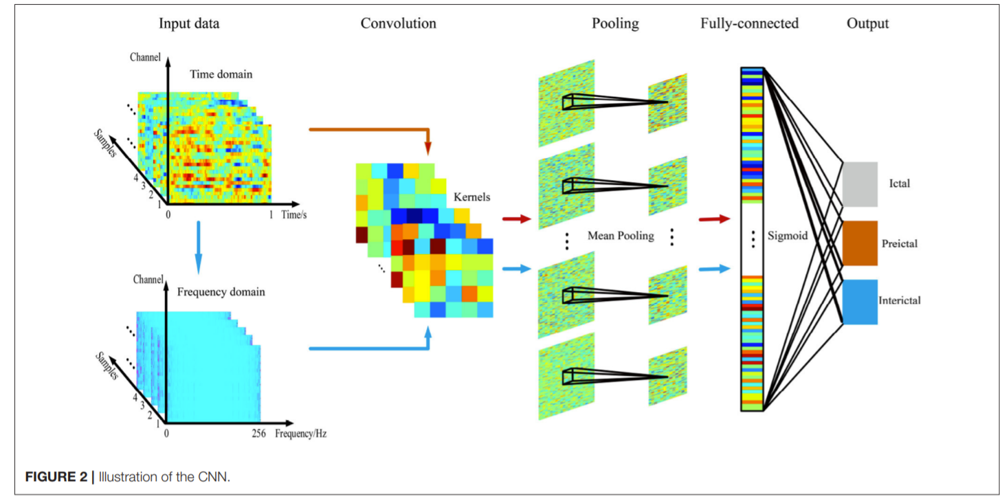 Input data
Convolution
Pooling
Fully-connected
Output
Channel
Time domain
Samples
4
3
2
1
0
1
Time/s
Channel
Frequency domain
Samples
4
3
2
1
0
256
Frequency/Hz
Kernels
Mean Pooling
Sigmoid
Ictal
Preictal
Interictal
FIGURE 2 | Illustration of the CNN.